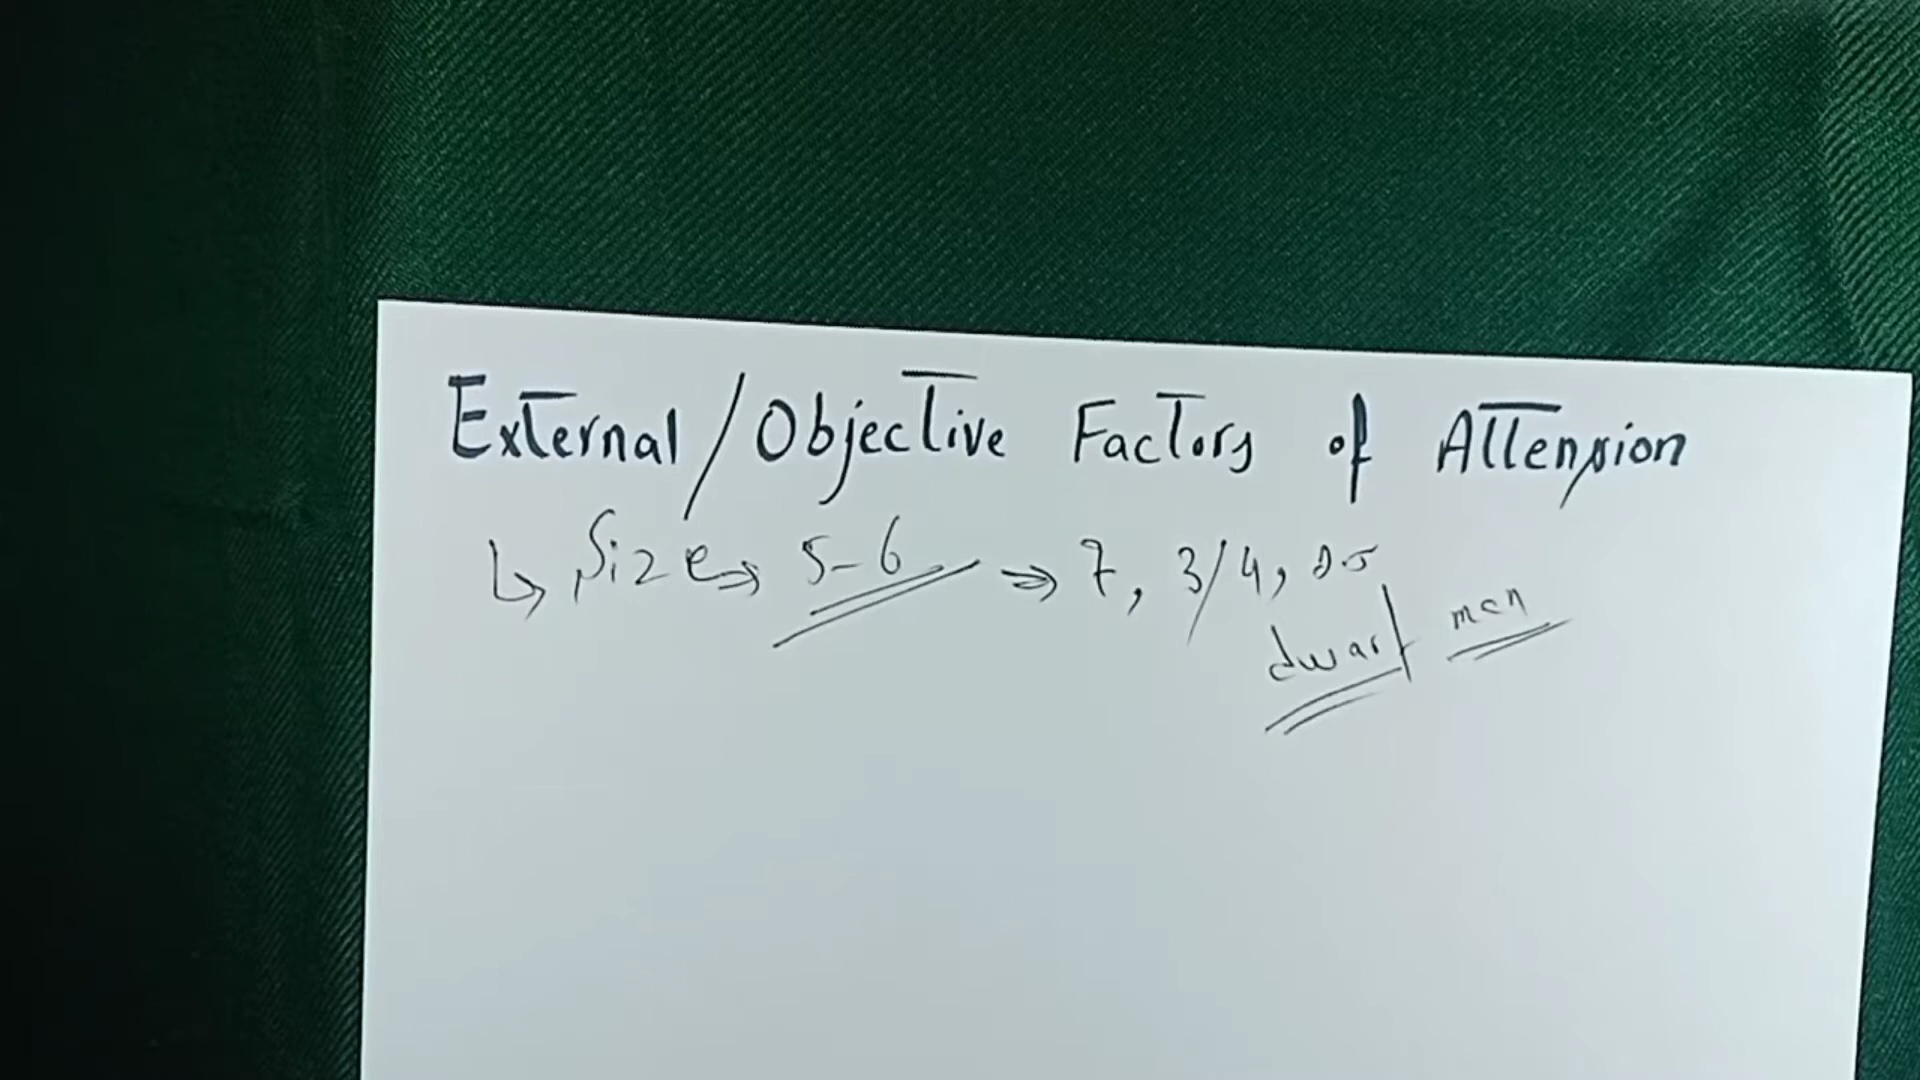 External/Objective Factors of Attension
↳ Size → 5-6 ⇒ 7, 3/4,
dwarf men